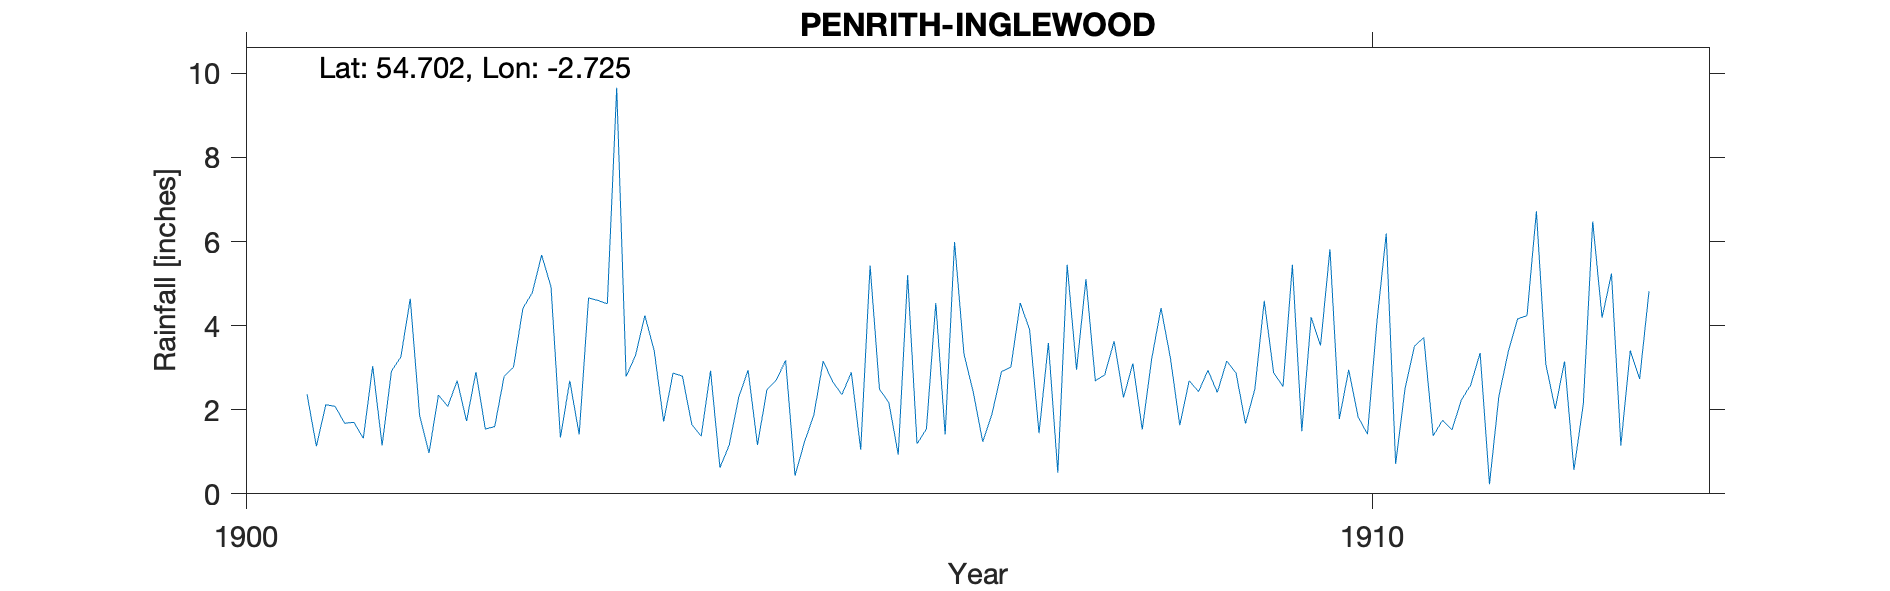 PENRITH-INGLEWOOD
Lat: 54.702, Lon: -2.725
10
8
6
4
2
0
Rainfall [inches]
1900
1910
Year